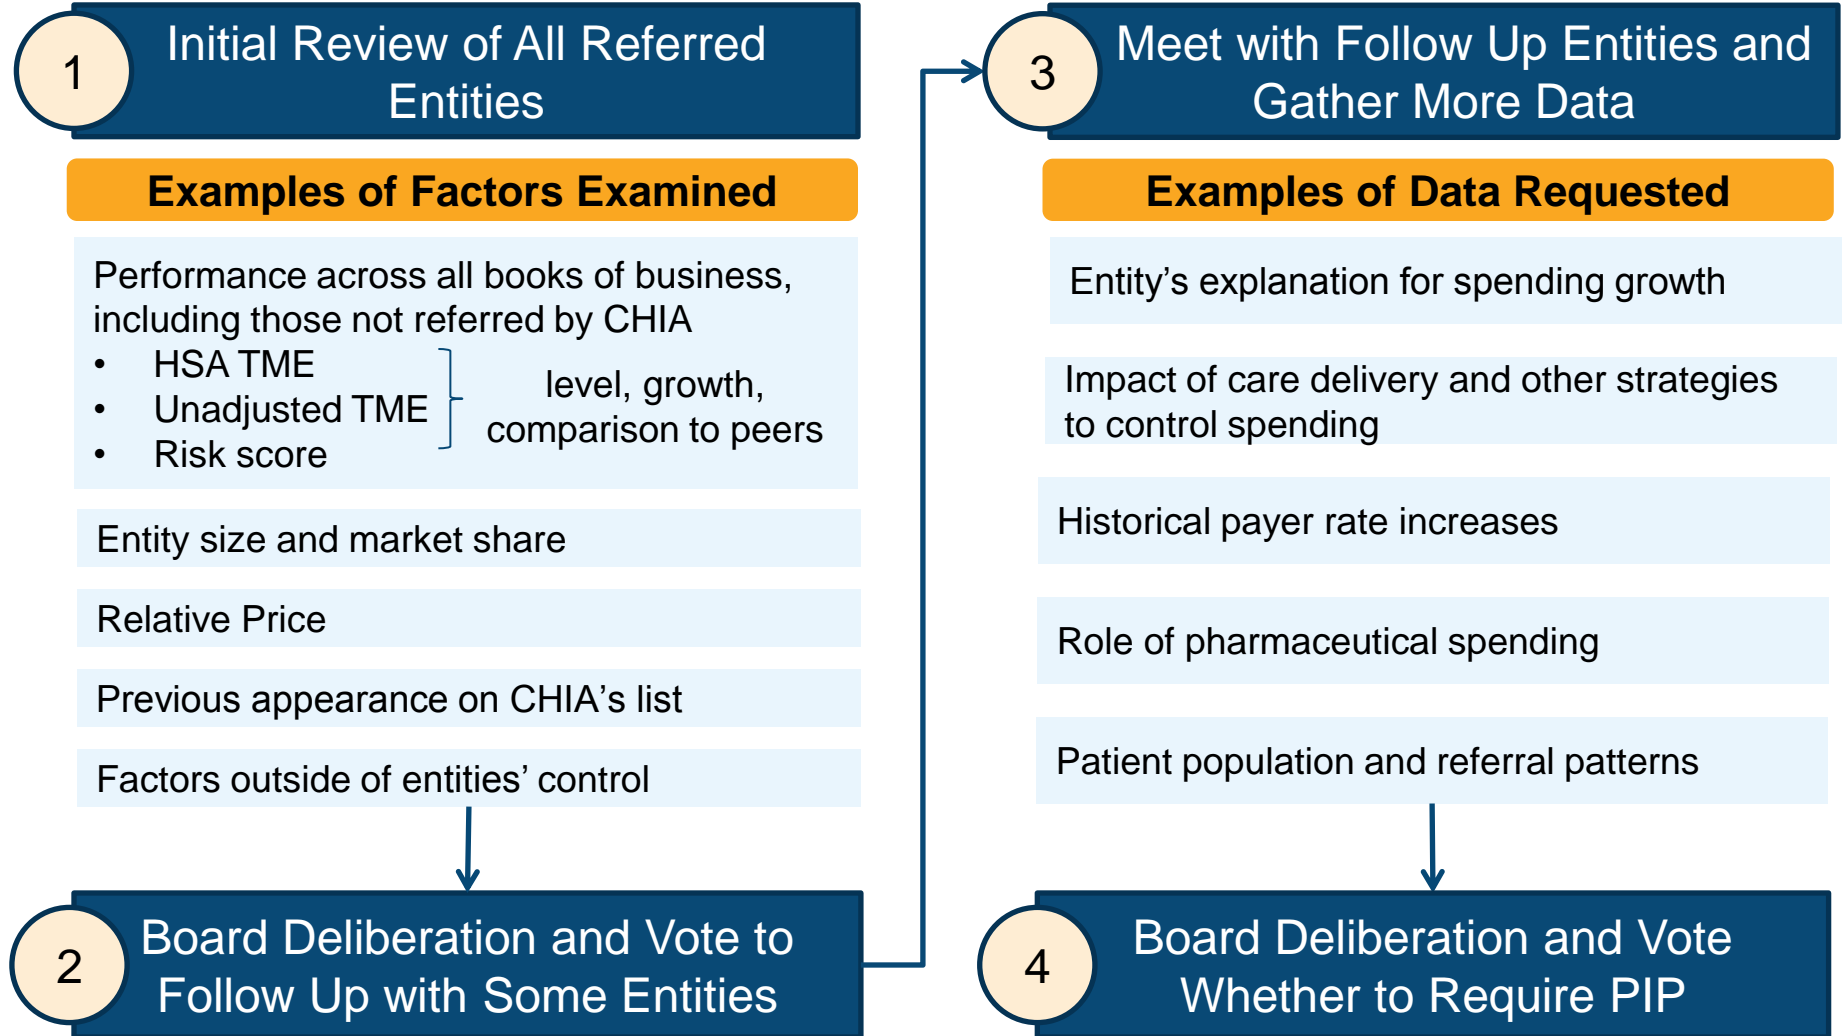 1
Initial Review of All Referred
Entities
Examples of Factors Examined
Performance across all books of business,
including those not referred by CHIA
• HSA TME
• Unadjusted TME
• Risk score
level, growth,
comparison to peers
Entity size and market share
Relative Price
Previous appearance on CHIA’s list
Factors outside of entities’ control
2
Board Deliberation and Vote to
Follow Up with Some Entities
3
Meet with Follow Up Entities and
Gather More Data
Examples of Data Requested
Entity’s explanation for spending growth
Impact of care delivery and other strategies
to control spending
Historical payer rate increases
Role of pharmaceutical spending
Patient population and referral patterns
4
Board Deliberation and Vote
Whether to Require PIP